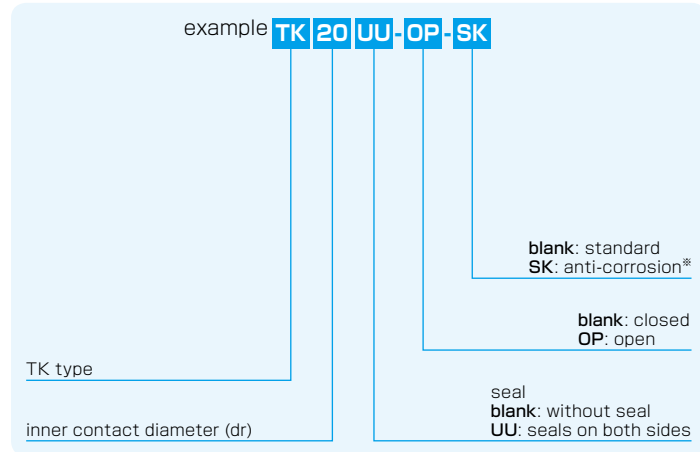 example TK 20 UU - OP - SK
blank: standard
SK: anti-corrosion※
blank: closed
OP: open
TK type
seal
blank: without seal
inner contact diameter (dr)
UU: seals on both sides